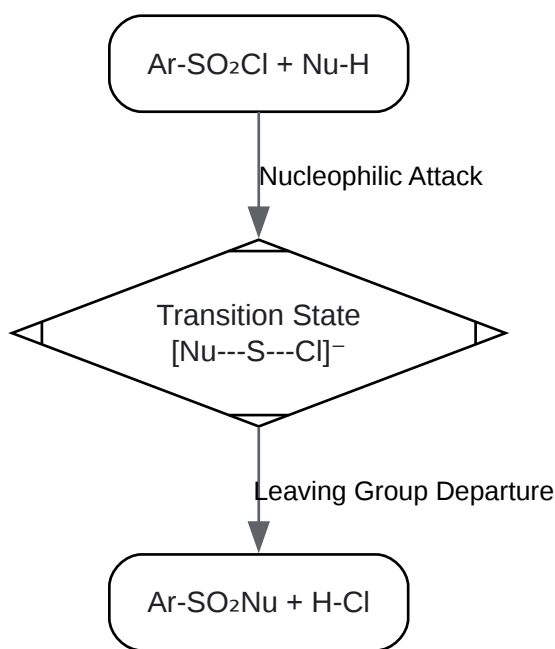 Ar-SO₂Cl + Nu-H
Nucleophilic Attack
Transition State
[Nu---S---Cl]⁻
Leaving Group Departure
Ar-SO₂Nu + H-Cl